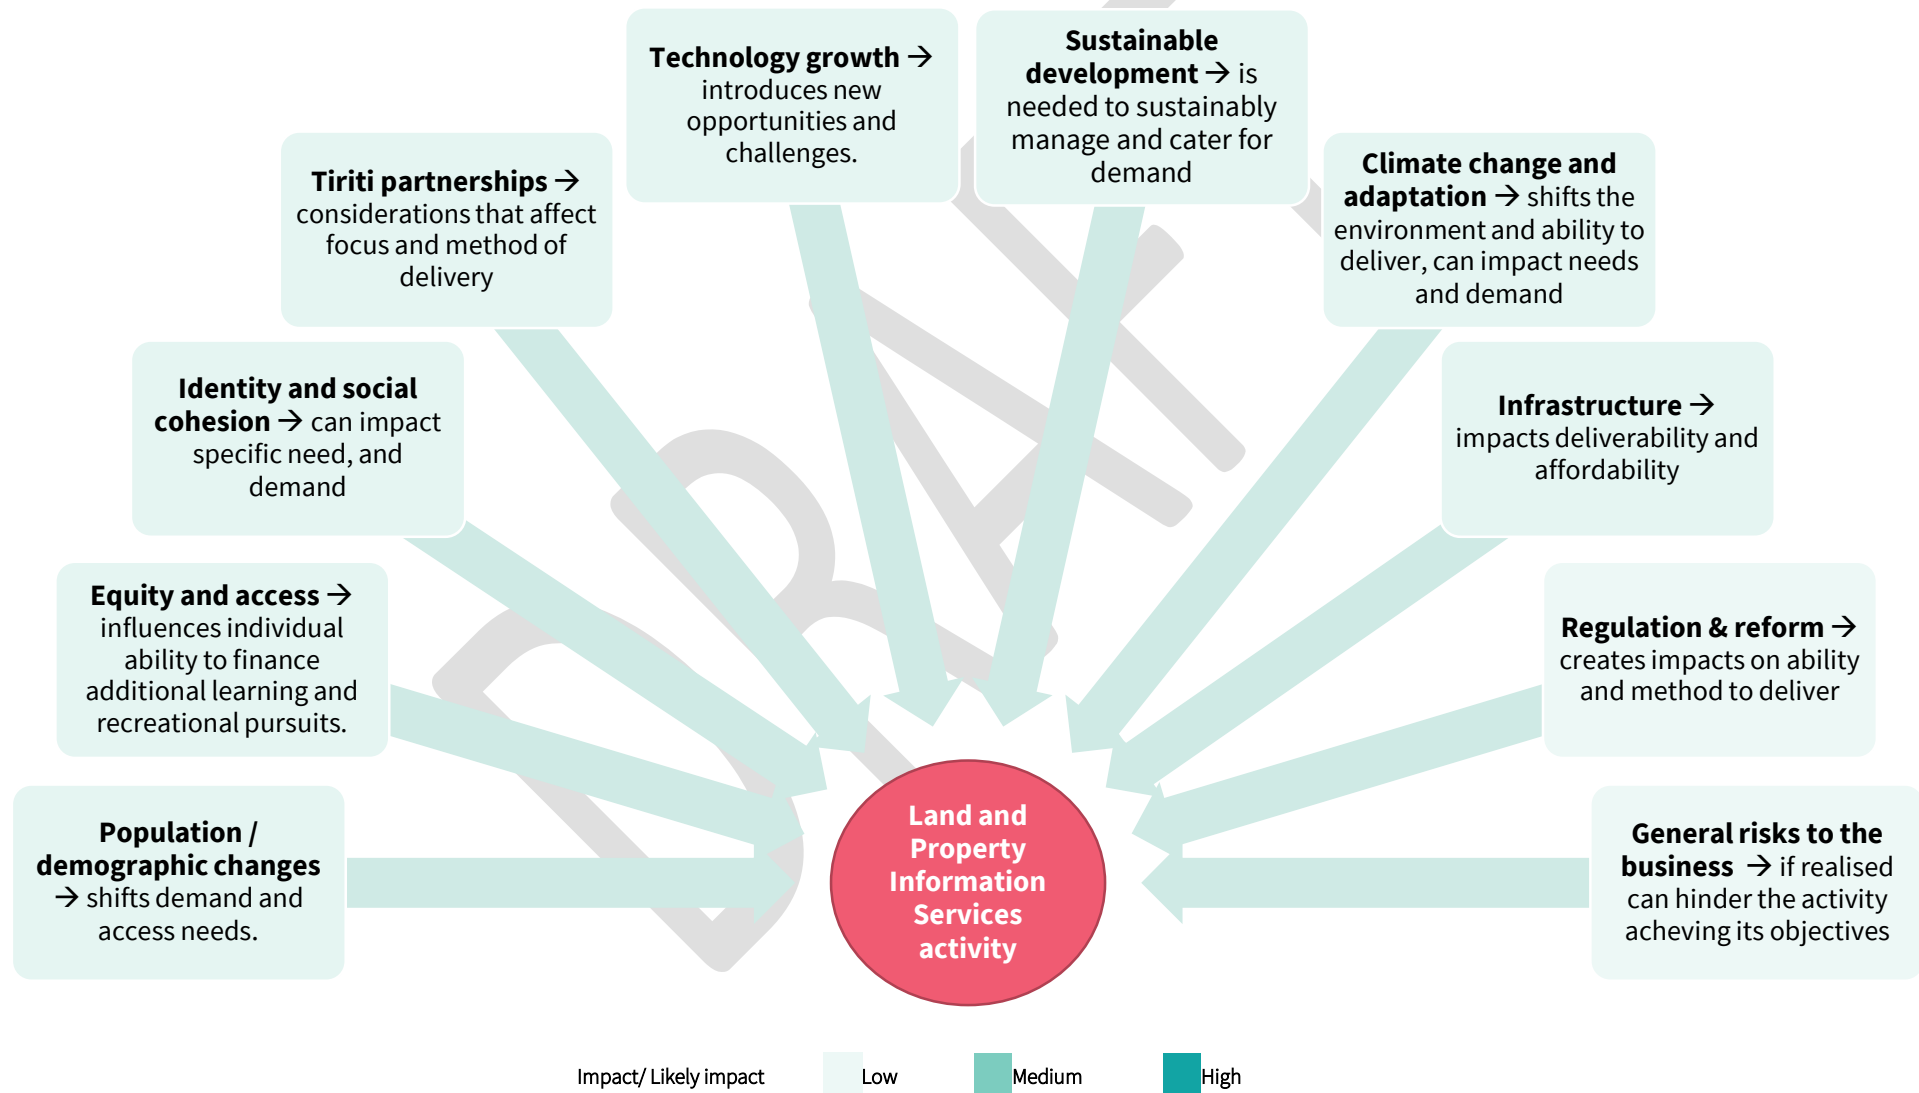 Technology growth →
introduces new
opportunities and
challenges.
Sustainable
development → is
needed to sustainably
manage and cater for
demand
Tiriti partnerships →
considerations that affect
focus and method of
delivery
Climate change and
adaptation → shifts the
environment and ability to
deliver, can impact needs
and demand
Identity and social
cohesion → can impact
specific need, and
demand
Infrastructure →
impacts deliverability and
affordability
Equity and access →
influences individual
ability to finance
additional learning and
recreational pursuits.
Regulation & reform →
creates impacts on ability
and method to deliver
Population /
demographic changes
→ shifts demand and
access needs.
General risks to the
business → if realised
can hinder the activity
acheving its objectives
Land and
Property
Information
Services
activity
DRAFT
Impact/ Likely impact Low Medium High